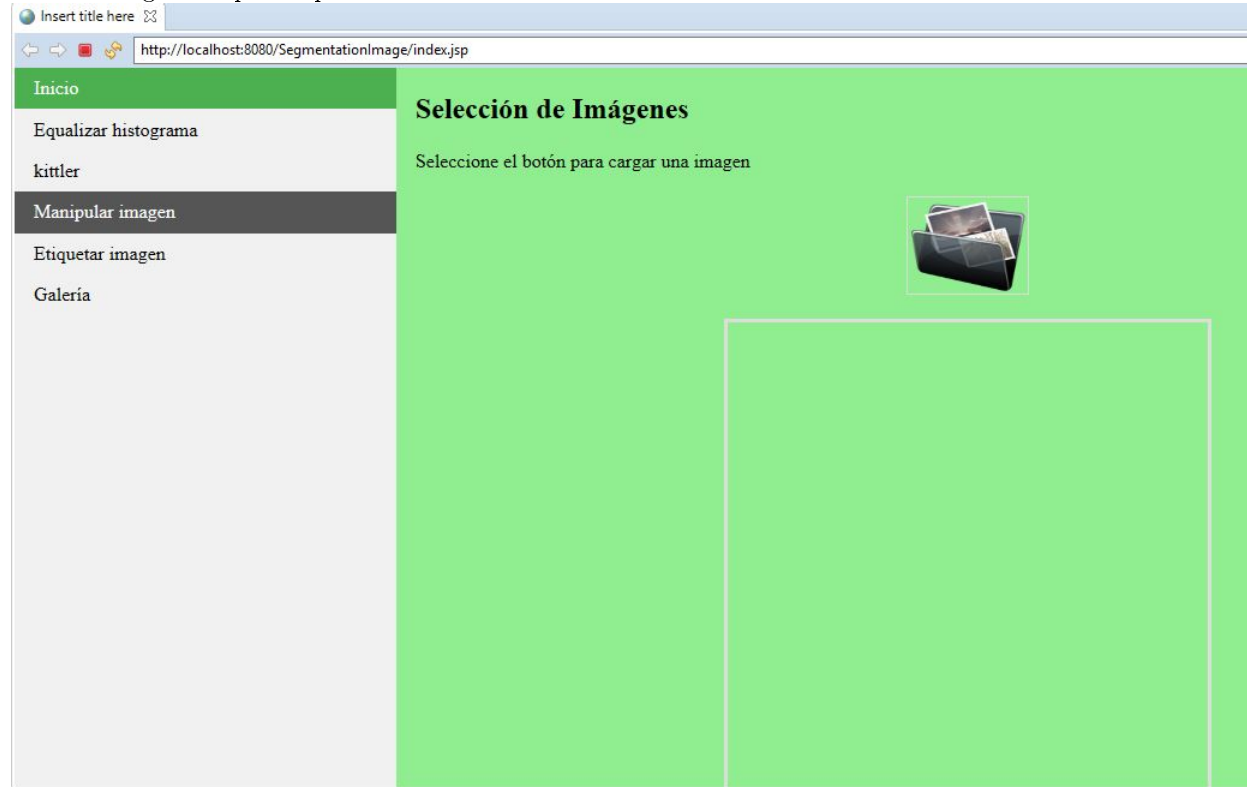 Insert title here
http://localhost:8080/SegmentationImage/index.jsp
Inicio
Equalizar histograma
kittler
Manipular imagen
Etiquetar imagen
Galería
Selección de Imágenes
Seleccione el botón para cargar una imagen